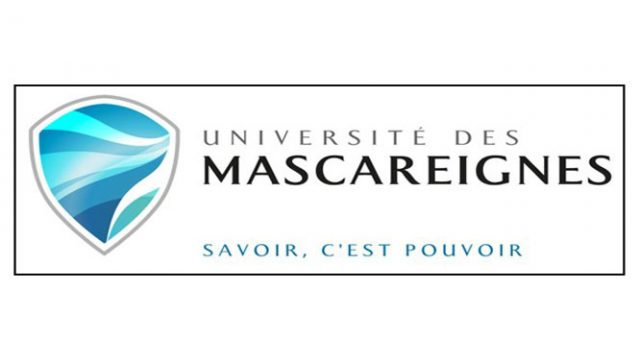 UNIVERSITÉ DES
MASCAREIGNES
SAVOIR, C'EST POUVOIR